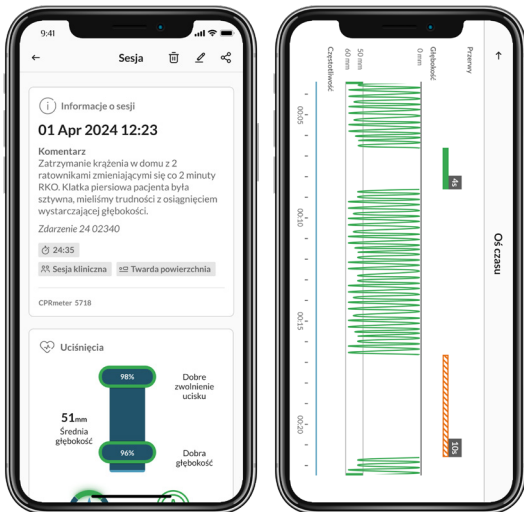 9:41
Sesja
Informacje o sesji
01 Apr 2024 12:23
Komentarz
Zatrzymanie krążenia w domu z 2
ratownikami zmieniającymi się co 2 minuty
RKO. Klatka piersiowa pacjenta była
sztywna, mieliśmy trudności z osiągnięciem
wystarczającej głębokości.
Zdarzenie 24 02340
24:35
Sesja kliniczna
Twarda powierzchnia
CPRmeter 5718
Uciśnięcia
98%
Dobre
zwolnienie
ucisku
51mm
Średnia
głębokość
96%
Dobra
głębokość
Oś czasu
Przerwy
4s
10s
Głębokość
0 mm
50 mm
60 mm
Częstotliwość
00:05
00:10
00:15
00:20